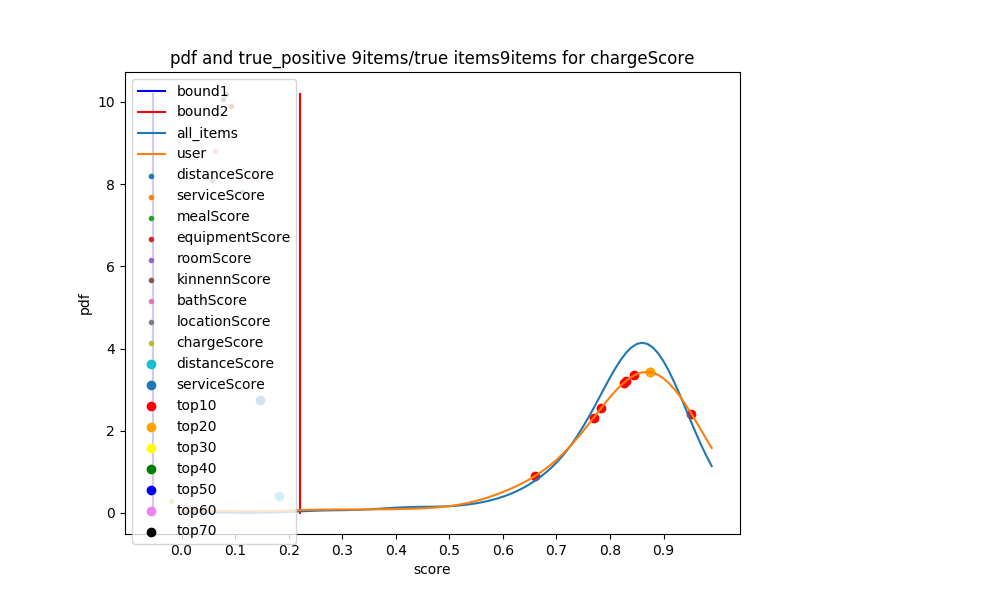 pdf and true_positive 9items/true items9items for chargeScore
bound1
bound2
all_items
user
distanceScore
serviceScore
mealScore
equipmentScore
roomScore
kinnennScore
bathScore
locationScore
chargeScore
distanceScore
serviceScore
top10
top20
top30
top40
top50
top60
top70
pdf
10
8
6
4
2
0
0.0 0.1 0.2 0.3 0.4 0.5 0.6 0.7 0.8 0.9
score